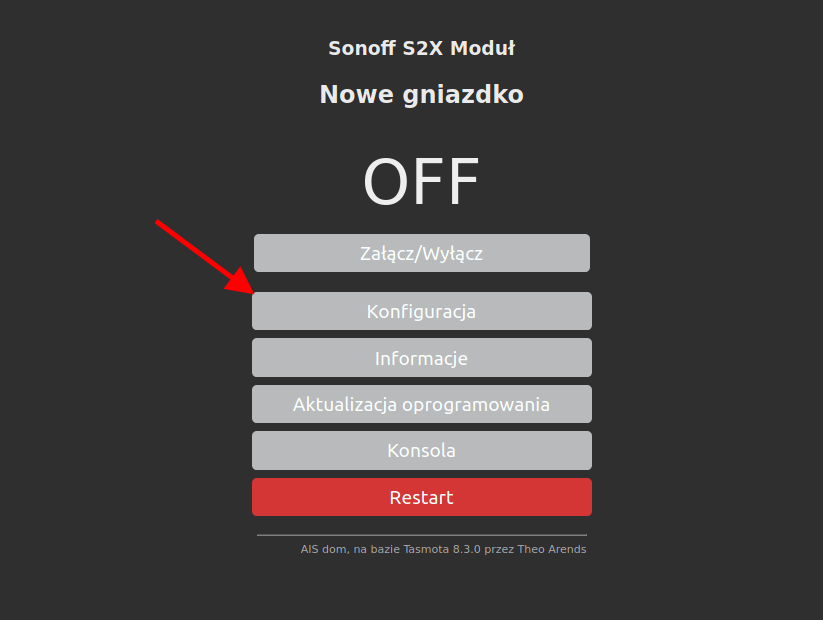 Sonoff S2X Moduł
Nowe gniazdko
OFF
Załącz/Wyłącz
Konfiguracja
Informacje
Aktualizacja oprogramowania
Konsola
Restart
AIS dom, na bazie Tasmota 8.3.0 przez Theo Arends